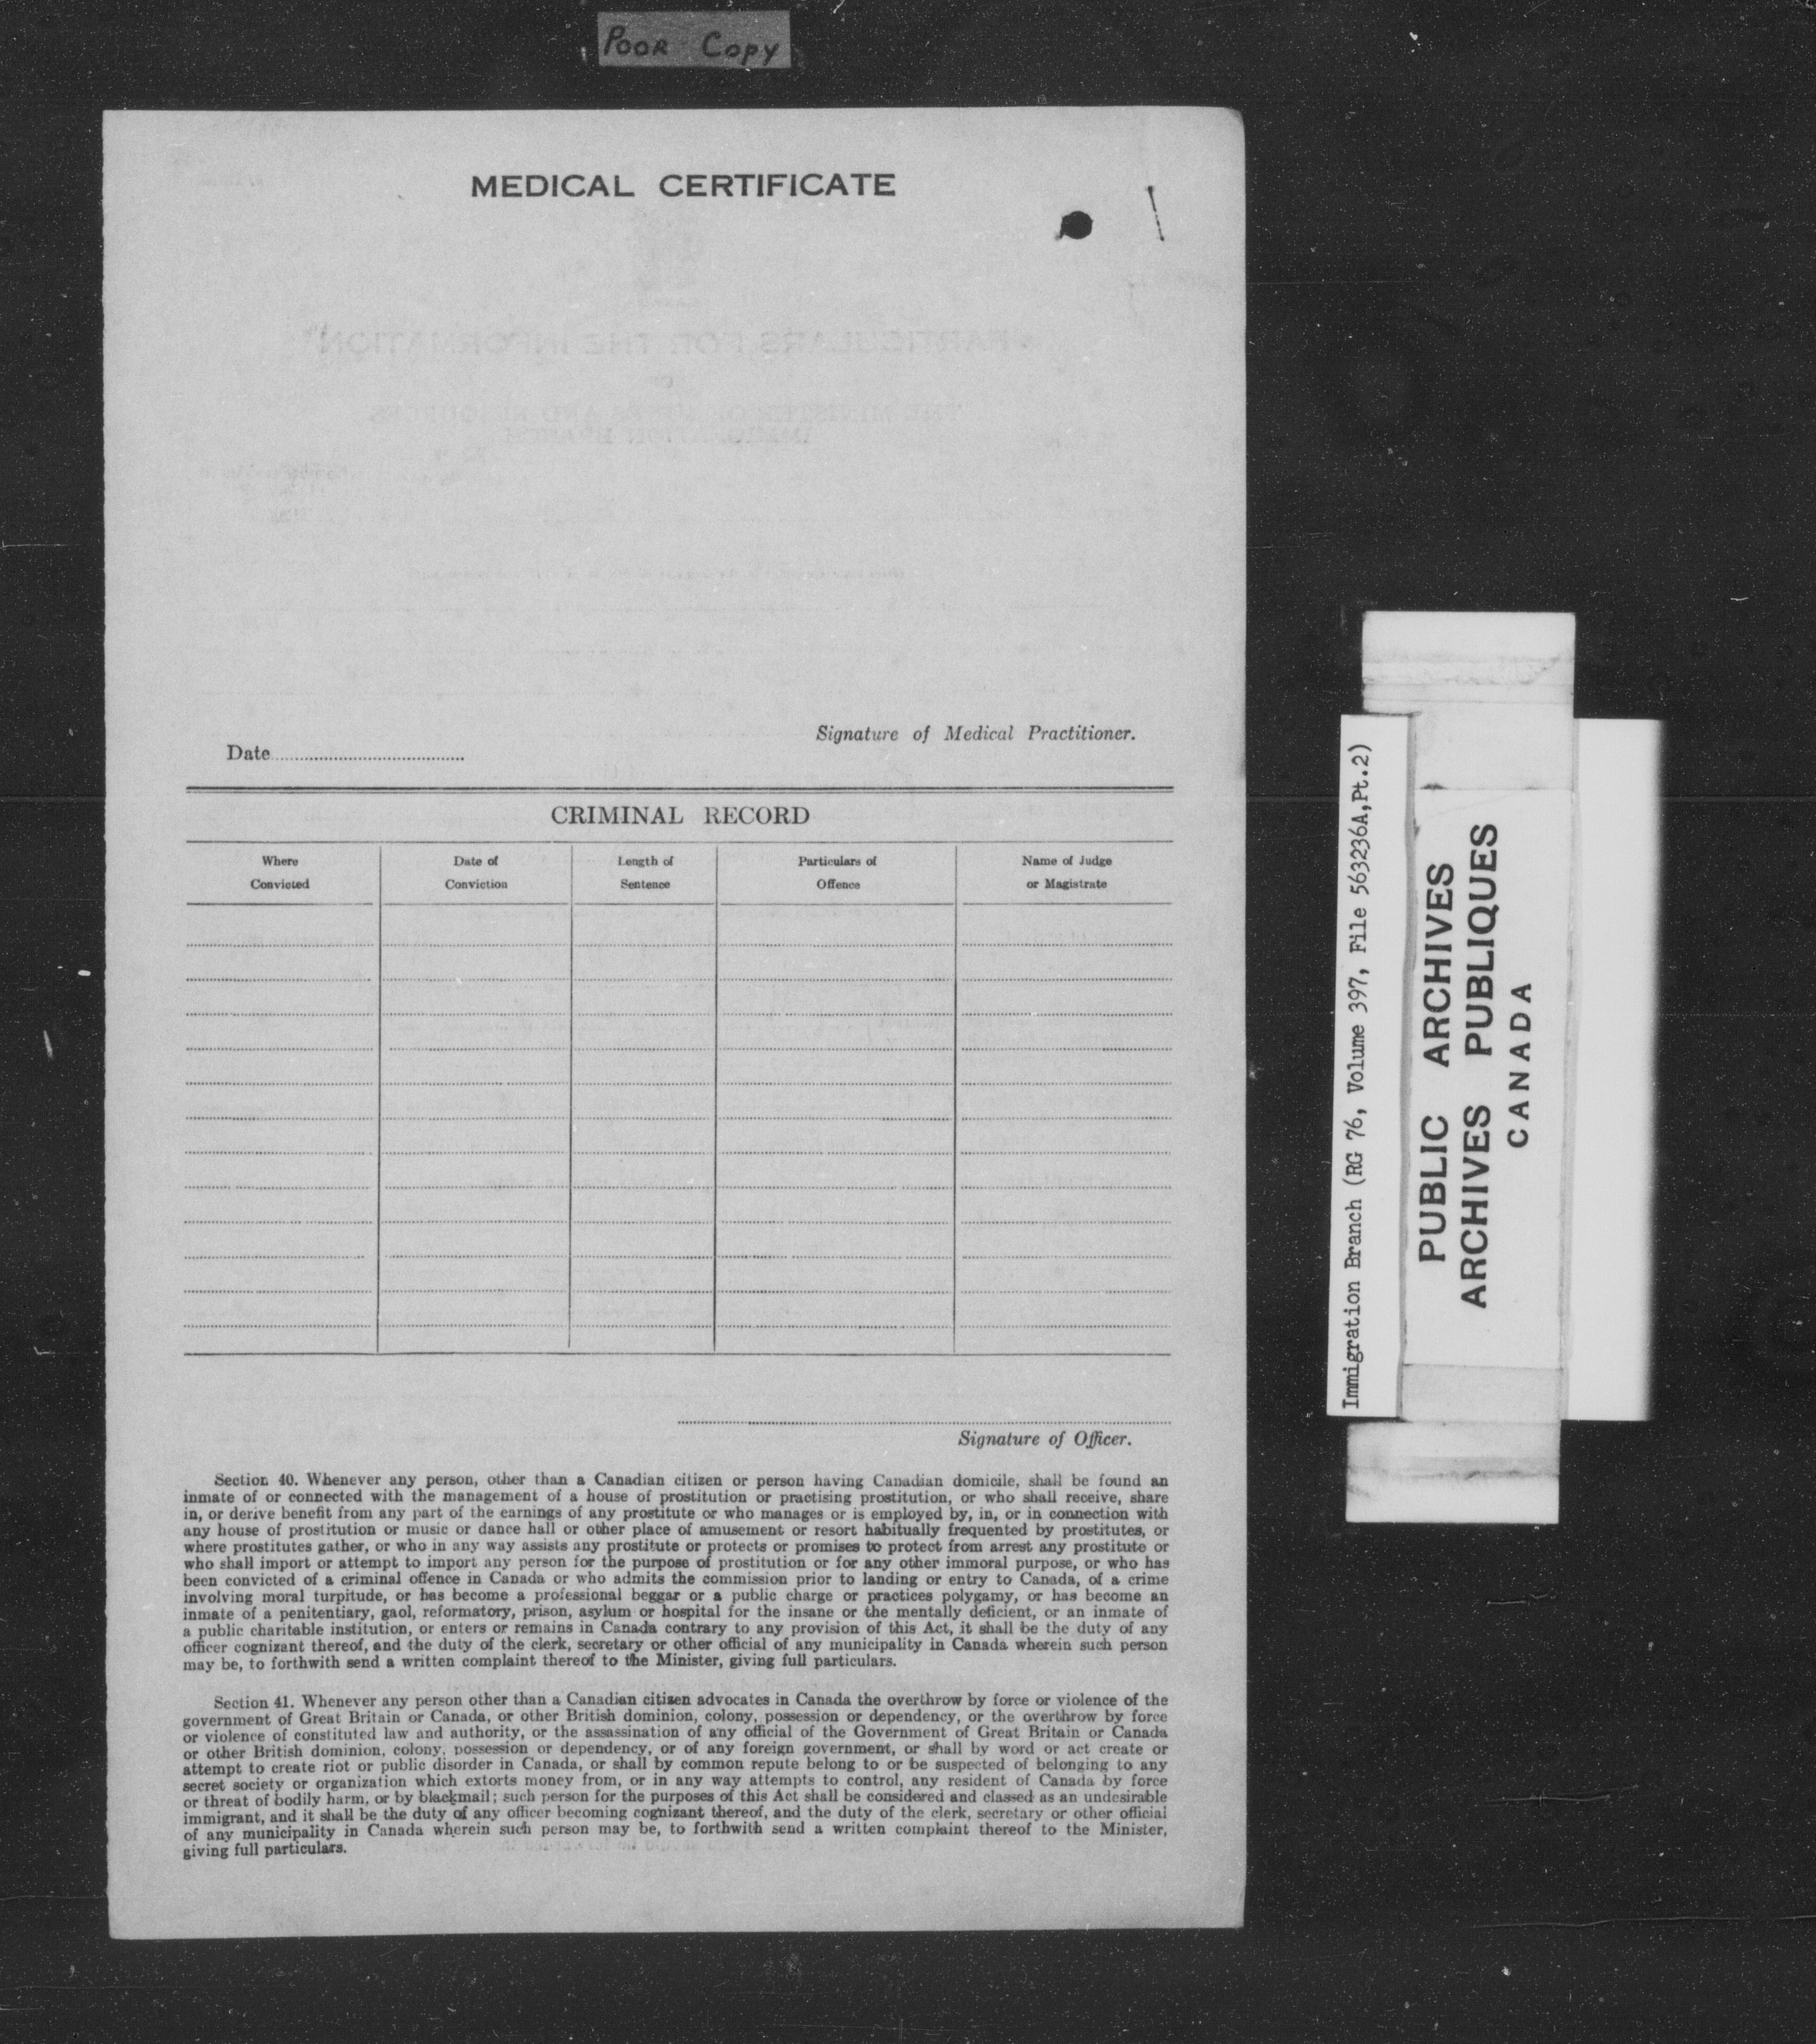 POOR COPY
MEDICAL CERTIFICATE
"PARTICULARS FOR THE INFORMATION"
OF
THE MINISTER OF MINES AND RESOURCES
IMMIGRATION BRANCH
Signature of Medical Practitioner.
Date
CRIMINAL RECORD
Where Convicted
Date of Conviction
Length of Sentence
Particulars of Offence
Name of Judge or Magistrate
Signature of Officer.
Section 40. Whenever any person, other than a Canadian citizen or person having Canadian domicile, shall be found an
inmate of or connected with the management of a house of prostitution or practising prostitution, or who shall receive, share
in, or derive benefit from any part of the earnings of any prostitute or who manages or is employed by, in, or in connection with
any house of prostitution or music or dance hall or other place of amusement or resort habitually frequented by prostitutes, or
where prostitutes gather, or who in any way assists any prostitute or protects or promises to protect from arrest any prostitute or
who shall import or attempt to import any person for the purpose of prostitution or for any other immoral purpose, or who has
been convicted of a criminal offence in Canada or who admits the commission prior to landing or entry to Canada, of a crime
involving moral turpitude, or has become a professional beggar or a public charge or practices polygamy, or has become an
inmate of a penitentiary, gaol, reformatory, prison, asylum or hospital for the insane or the mentally deficient, or an inmate of
a public charitable institution, or enters or remains in Canada contrary to any provision of this Act, it shall be the duty of any
officer cognizant thereof, and the duty of the clerk, secretary or other official of any municipality in Canada wherein such person
may be, to forthwith send a written complaint thereof to the Minister, giving full particulars.
Section 41. Whenever any person other than a Canadian citizen advocates in Canada the overthrow by force or violence of the
government of Great Britain or Canada, or other British dominion, colony, possession or dependency, or the overthrow by force
or violence of constituted law and authority, or the assassination of any official of the Government of Great Britain or Canada
or other British dominion, colony, possession or dependency, or of any foreign government, or shall by word or act create or
attempt to create riot or public disorder in Canada, or shall by common repute belong to or be suspected of belonging to any
secret society or organization which extorts money from, or in any way attempts to control, any resident of Canada by force
or threat of bodily harm, or by blackmail; such person for the purposes of this Act shall be considered and classed as an undesirable
immigrant, and it shall be the duty of any officer becoming cognizant thereof, and the duty of the clerk, secretary or other official
of any municipality in Canada wherein such person may be, to forthwith send a written complaint thereof to the Minister,
giving full particulars.
Immigration Branch (RG 76, Volume 397, File 563236A,Pt.2)
PUBLIC ARCHIVES
ARCHIVES PUBLIQUES
CANADA